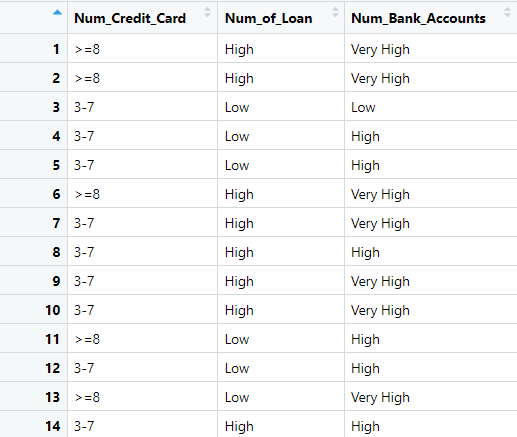 Num_Credit_Card Num_of_Loan Num_Bank_Accounts
1 >=8 High Very High
2 >=8 High Very High
3 3-7 Low Low
4 3-7 Low High
5 3-7 Low High
6 >=8 High Very High
7 3-7 High Very High
8 3-7 High High
9 3-7 High Very High
10 3-7 High Very High
11 >=8 Low High
12 3-7 Low High
13 >=8 Low Very High
14 3-7 High High